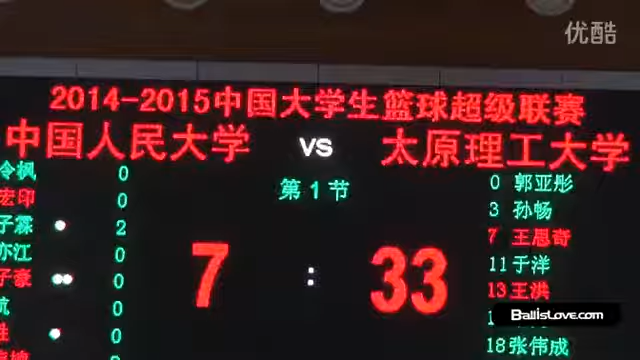 优酷
2014-2015中国大学生篮球超级联赛
中国人民大学 VS 太原理工大学
第1节
7 : 33
令枫 0
宏印 0
子霖 2
亦江 0
子豪 0
航 0
胜 0
0 郭亚彤
3 孙畅
7 王思奇
11 于洋
13 王洪
18 张伟成
BallisLove.com